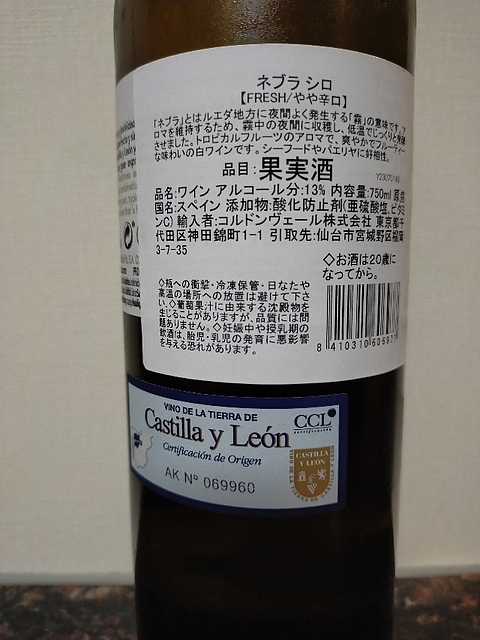 ネブラ シロ
【FRESH/やや辛口】
「ネブラ」とはルエダ地方に夜間よく発生する「霧」の意味です。ア
ロマを維持するため、霧中の夜間に収穫し、低温でじっくりと発酵
させました。トロピカルフルーツのアロマで、爽やかでフルーティー
な味わいの白ワインです。シーフードやパエリヤに好相性。
品目:果実酒
品名:ワイン アルコール分:13% 内容量:750ml 原産
国名:スペイン 添加物:酸化防止剤(亜硫酸塩、ビタミ
ンC) 輸入者:コルドンヴェール株式会社 東京都千
代田区神田錦町1-1 引取先:仙台市宮城野区福室
3-7-35
◇お酒は20歳に
なってから。
◇瓶への衝撃・冷凍保管・日なたや
高温の場所への放置は避けて下さ
い。◇葡萄果汁に由来する沈殿物を
生じることがありますが、品質には問
題ありません。◇妊娠中や授乳期の
飲酒は、胎児・乳児の発育に悪影響
を与える恐れがあります。
8 410310 60597
VINO DE LA TIERRA DE
Castilla y León
Certificación de Origen
AK Nº 069960
CCL
CASTILLA
Y LEÓN